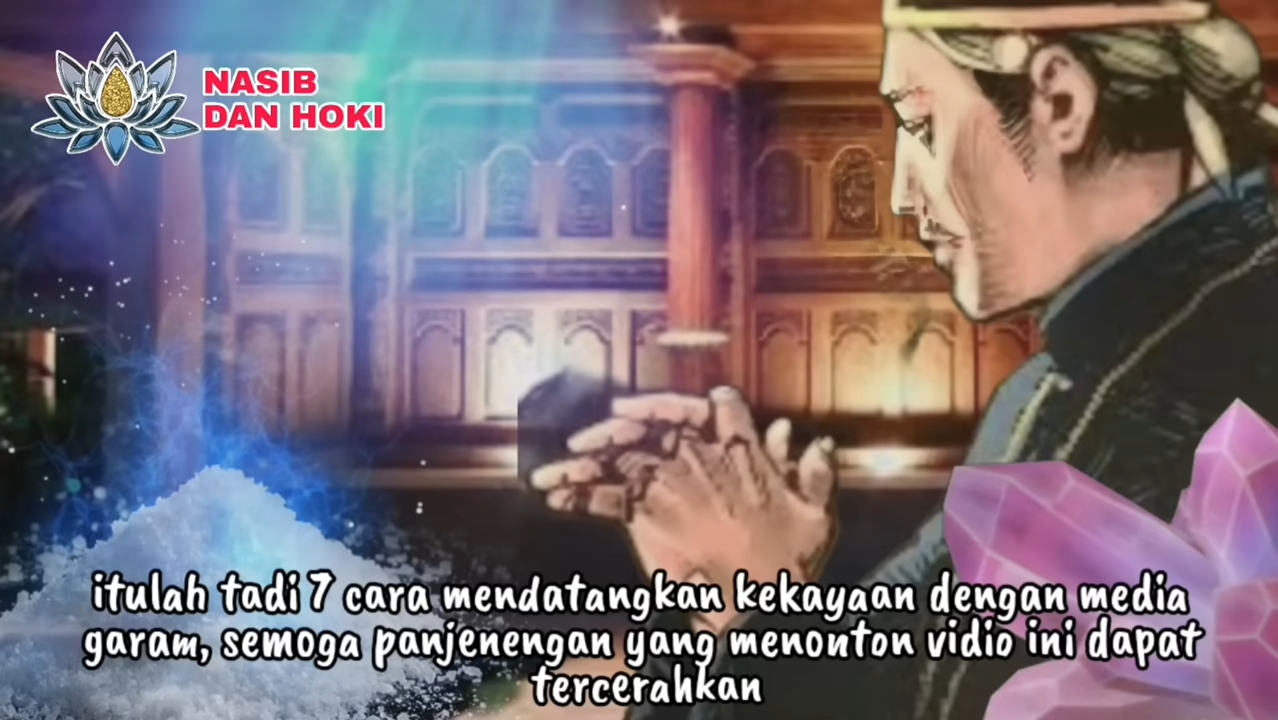 NASIB
DAN HOKI
itulah tadi 7 cara mendatangkan kekayaan dengan media
garam, semoga panjenengan yang menonton vidio ini dapat
tercerahkan